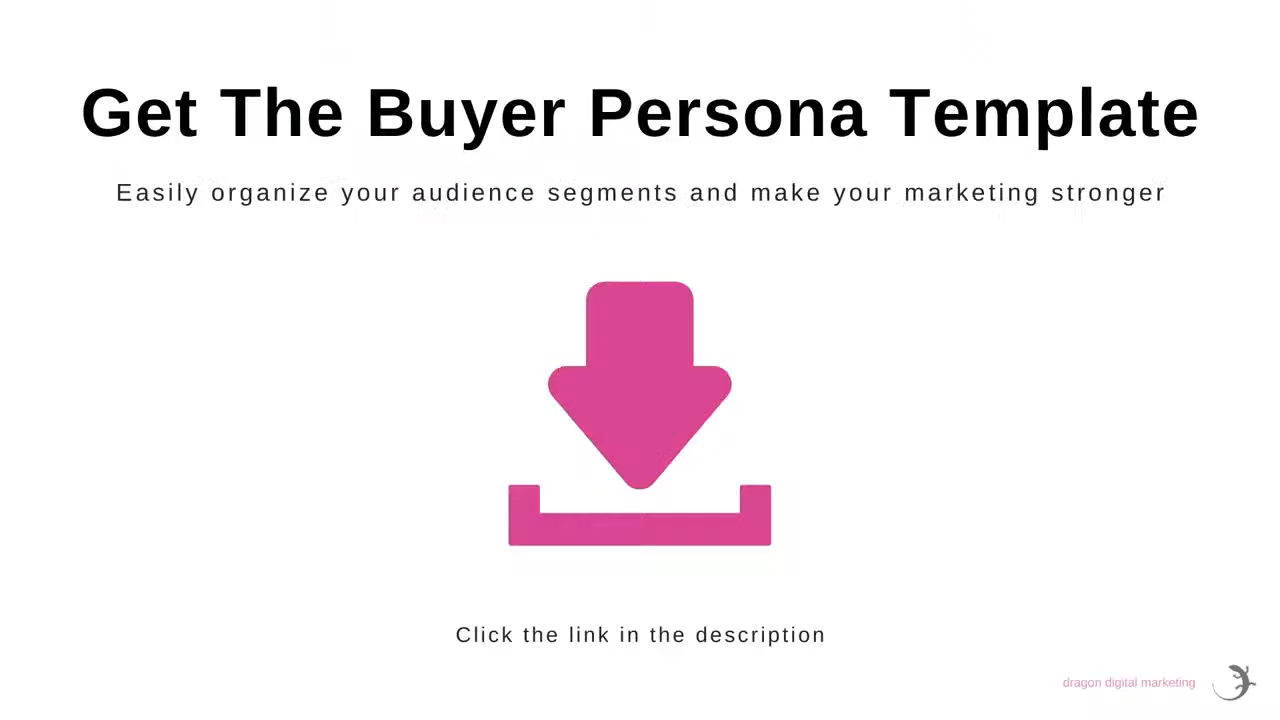 Get The Buyer Persona Template
Easily organize your audience segments and make your marketing stronger
Click the link in the description
dragon digital marketing